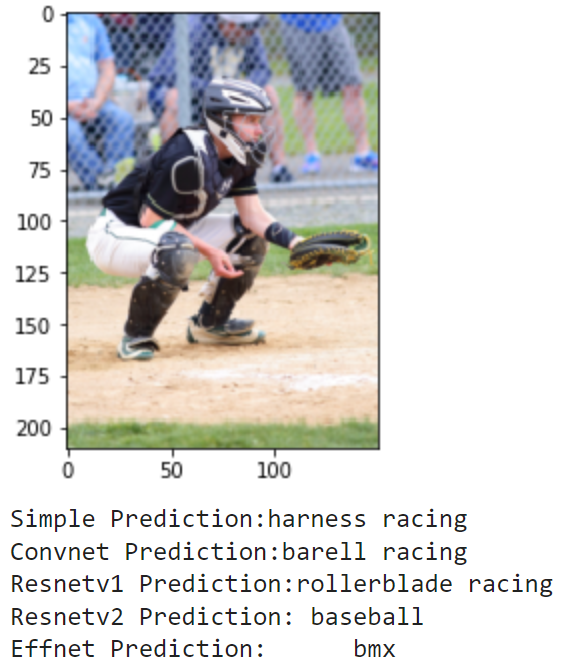 0
25
50
75
100
125
150
175
200
0 50 100
Simple Prediction:harness racing
Convnet Prediction:barell racing
Resnetv1 Prediction:rollerblade racing
Resnetv2 Prediction: baseball
Effnet Prediction:      bmx